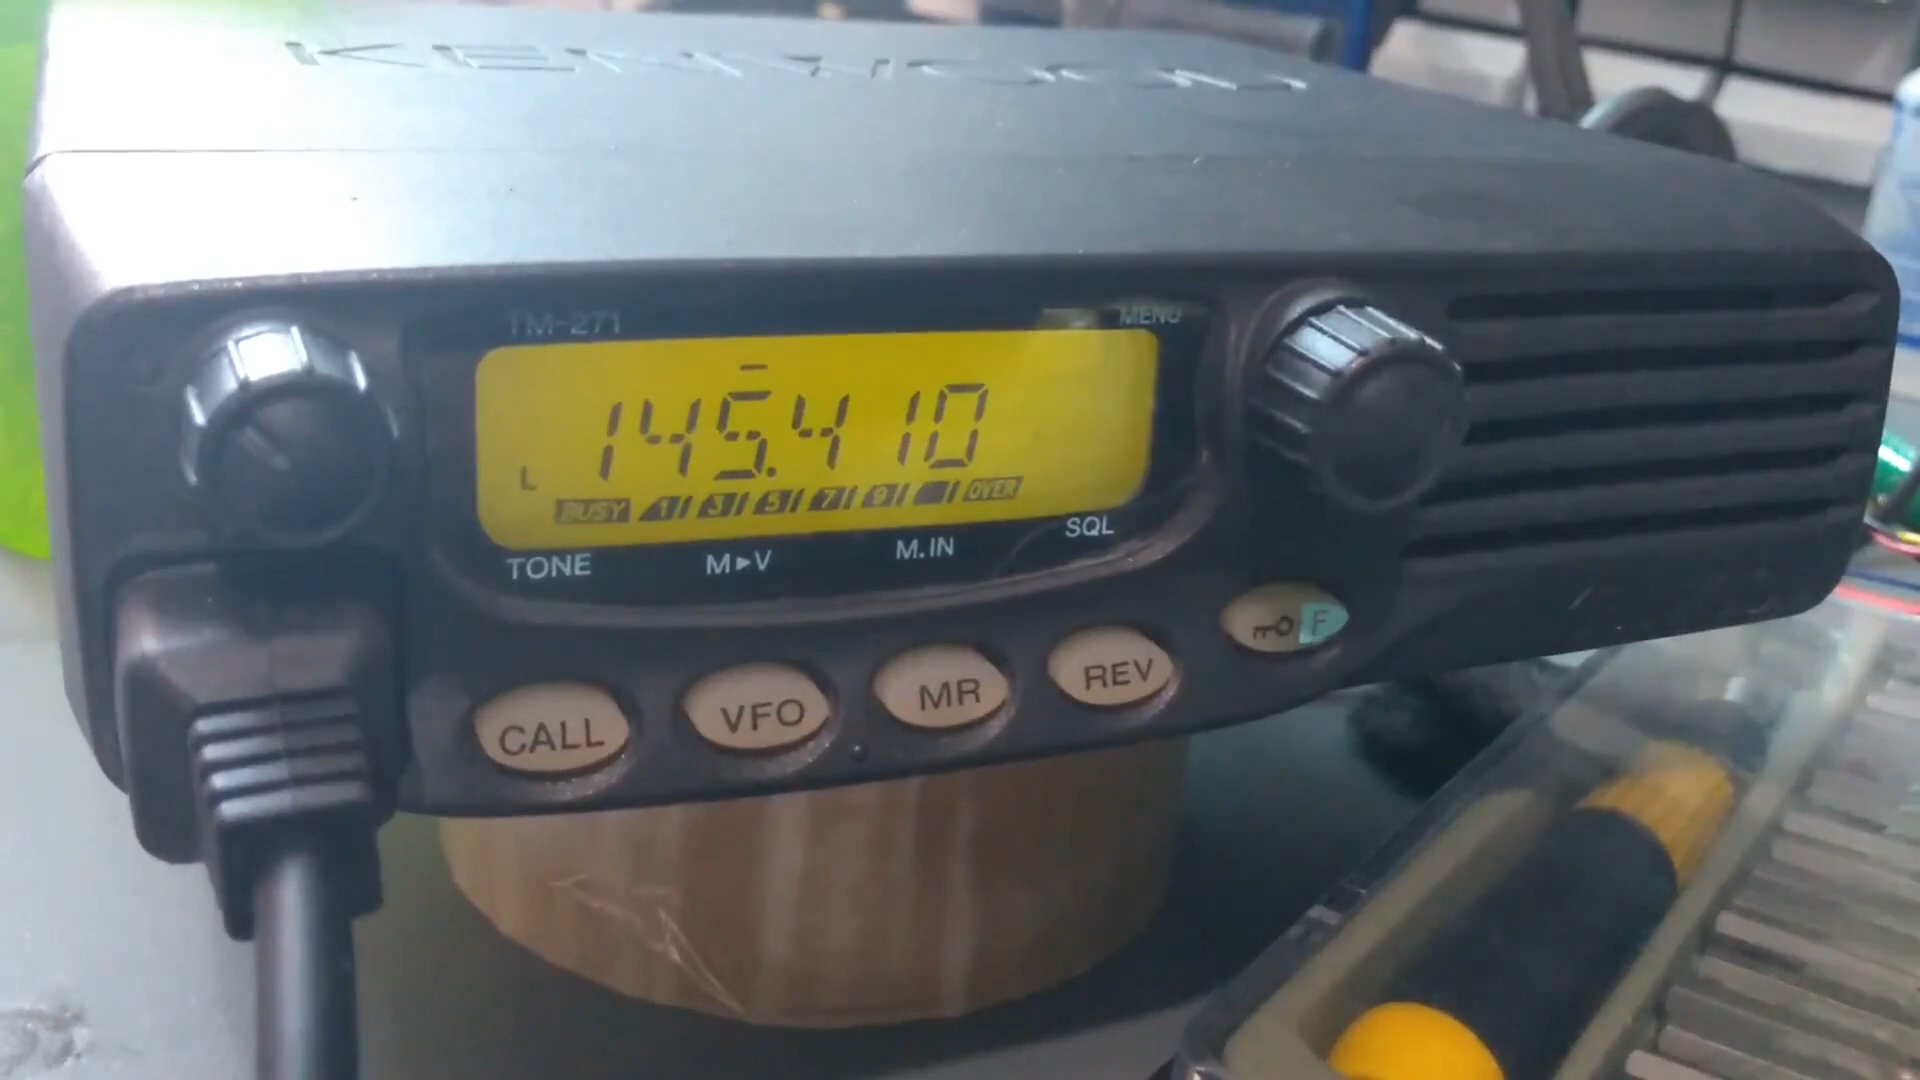 KENWOOD
TM-271 MENU
145.410
L
BUSY 1 3 5 7 9 OVER
TONE M▶V M.IN SQL
CALL VFO MR REV F